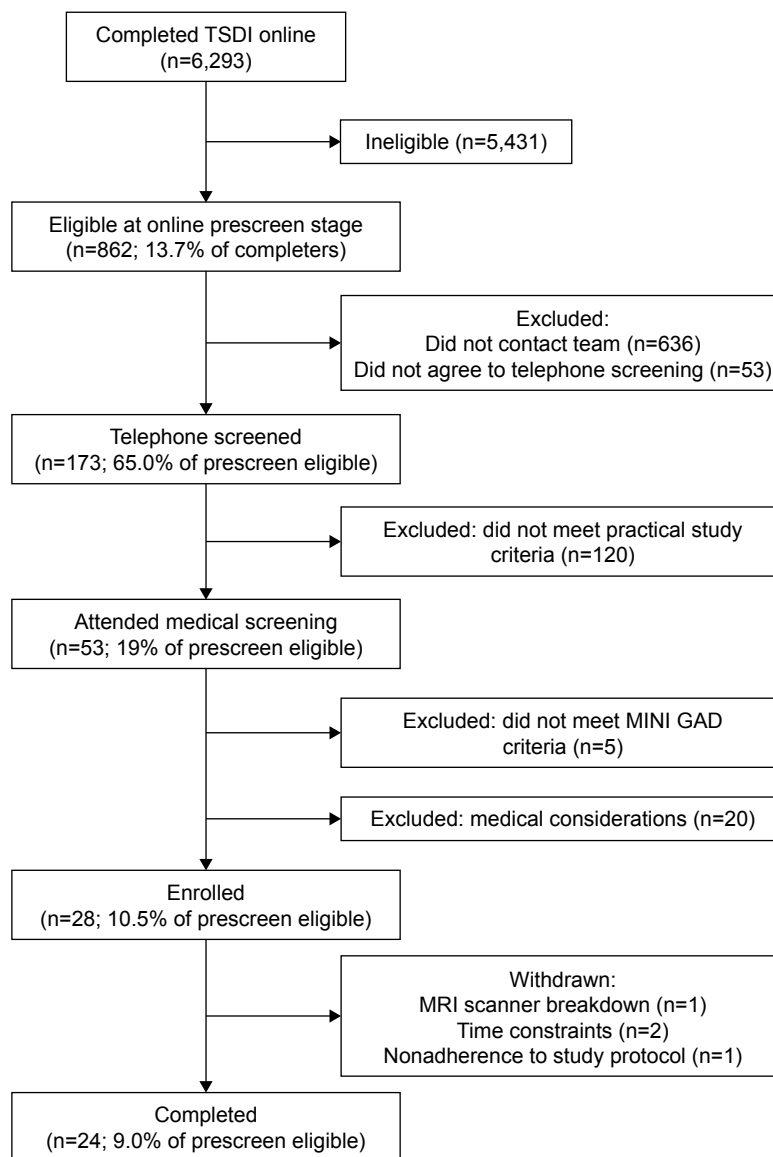 Completed TSDI online
(n=6,293)
Ineligible (n=5,431)
Eligible at online prescreen stage
(n=862; 13.7% of completers)
Excluded:
Did not contact team (n=636)
Did not agree to telephone screening (n=53)
Telephone screened
(n=173; 65.0% of prescreen eligible)
Excluded: did not meet practical study
criteria (n=120)
Attended medical screening
(n=53; 19% of prescreen eligible)
Excluded: did not meet MINI GAD
criteria (n=5)
Excluded: medical considerations (n=20)
Enrolled
(n=28; 10.5% of prescreen eligible)
Withdrawn:
MRI scanner breakdown (n=1)
Time constraints (n=2)
Nonadherence to study protocol (n=1)
Completed
(n=24; 9.0% of prescreen eligible)